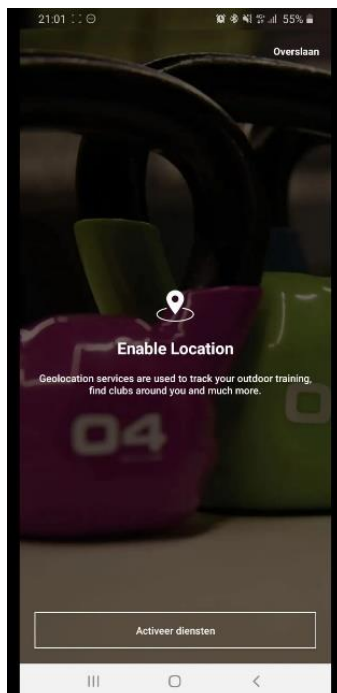 21:01
55%
Overslaan
Enable Location
Geolocation services are used to track your outdoor training,
find clubs around you and much more.
04
Activeer diensten